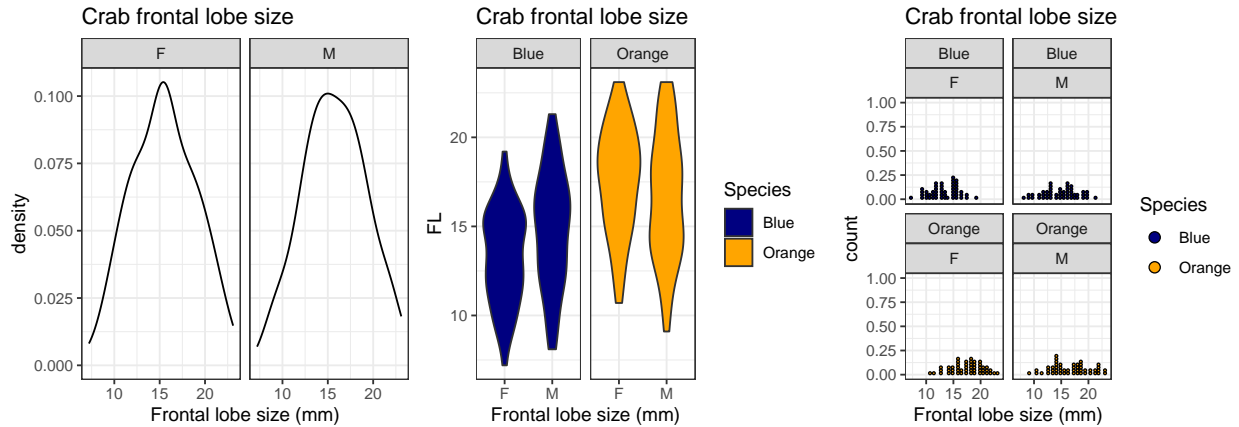 Crab frontal lobe size
F
M
density
0.100
0.075
0.050
0.025
0.000
10
15
20
10
15
20
Frontal lobe size (mm)
Crab frontal lobe size
Blue
Orange
FL
20
15
10
F
M
F
M
Frontal lobe size (mm)
Species
Blue
Orange
Crab frontal lobe size
Blue
Blue
F
M
count
1.00
0.75
0.50
0.25
0.00
Orange
Orange
F
M
1.00
0.75
0.50
0.25
0.00
10
15
20
10
15
20
Frontal lobe size (mm)
Species
Blue
Orange